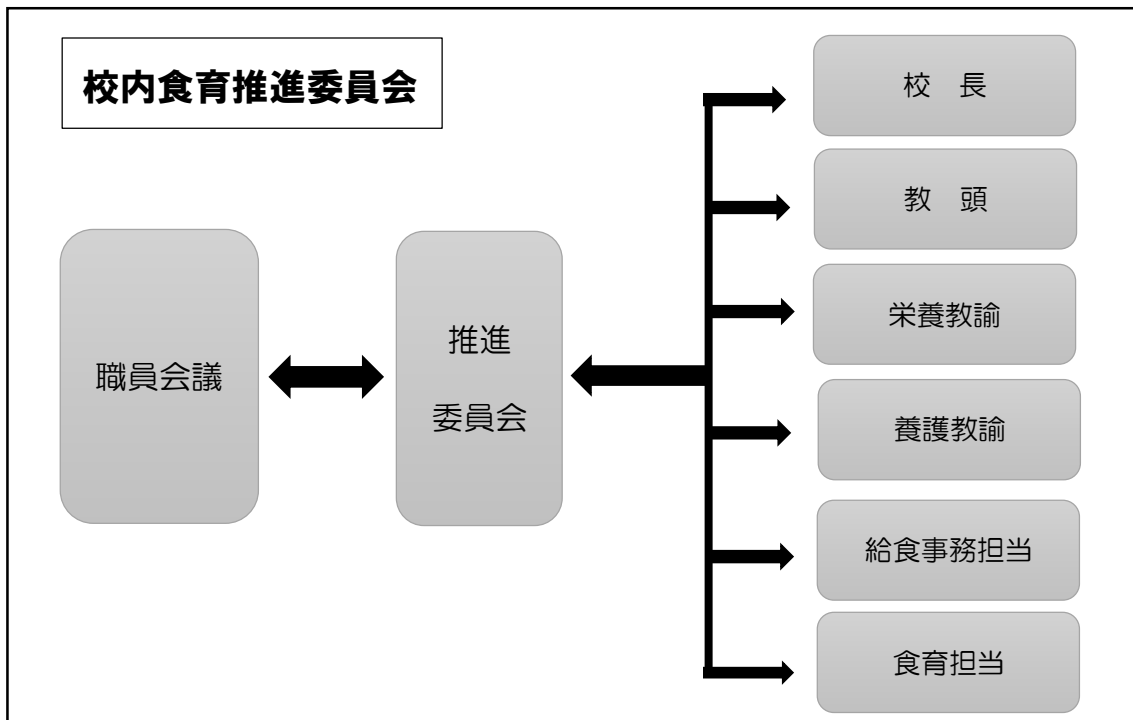 校内食育推進委員会
職員会議
推進
委員会
校　長
教　頭
栄養教諭
養護教諭
給食事務担当
食育担当